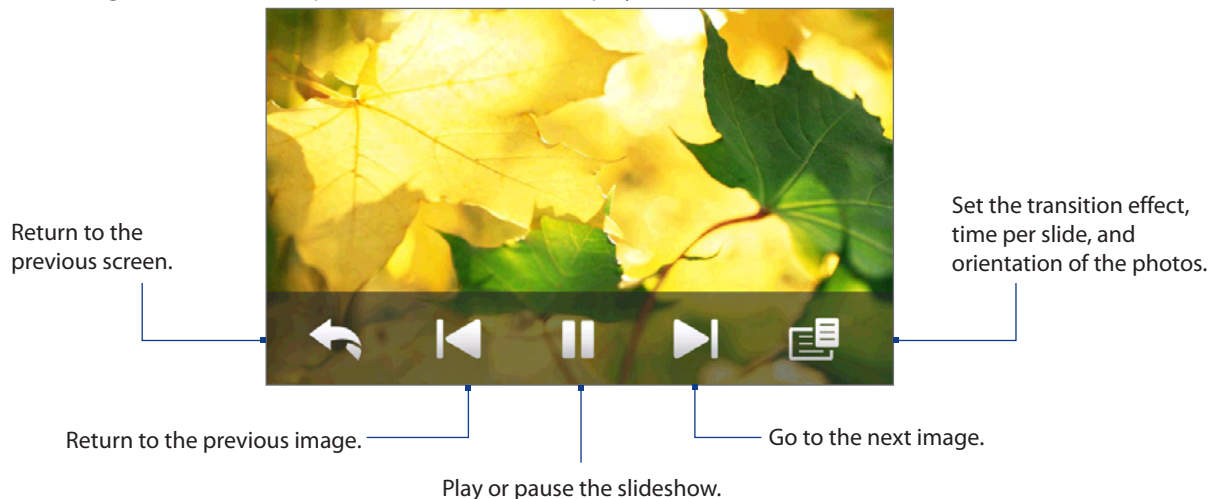 Return to the
previous screen.
Set the transition effect,
time per slide, and
orientation of the photos.
Return to the previous image.
Go to the next image.
Play or pause the slideshow.